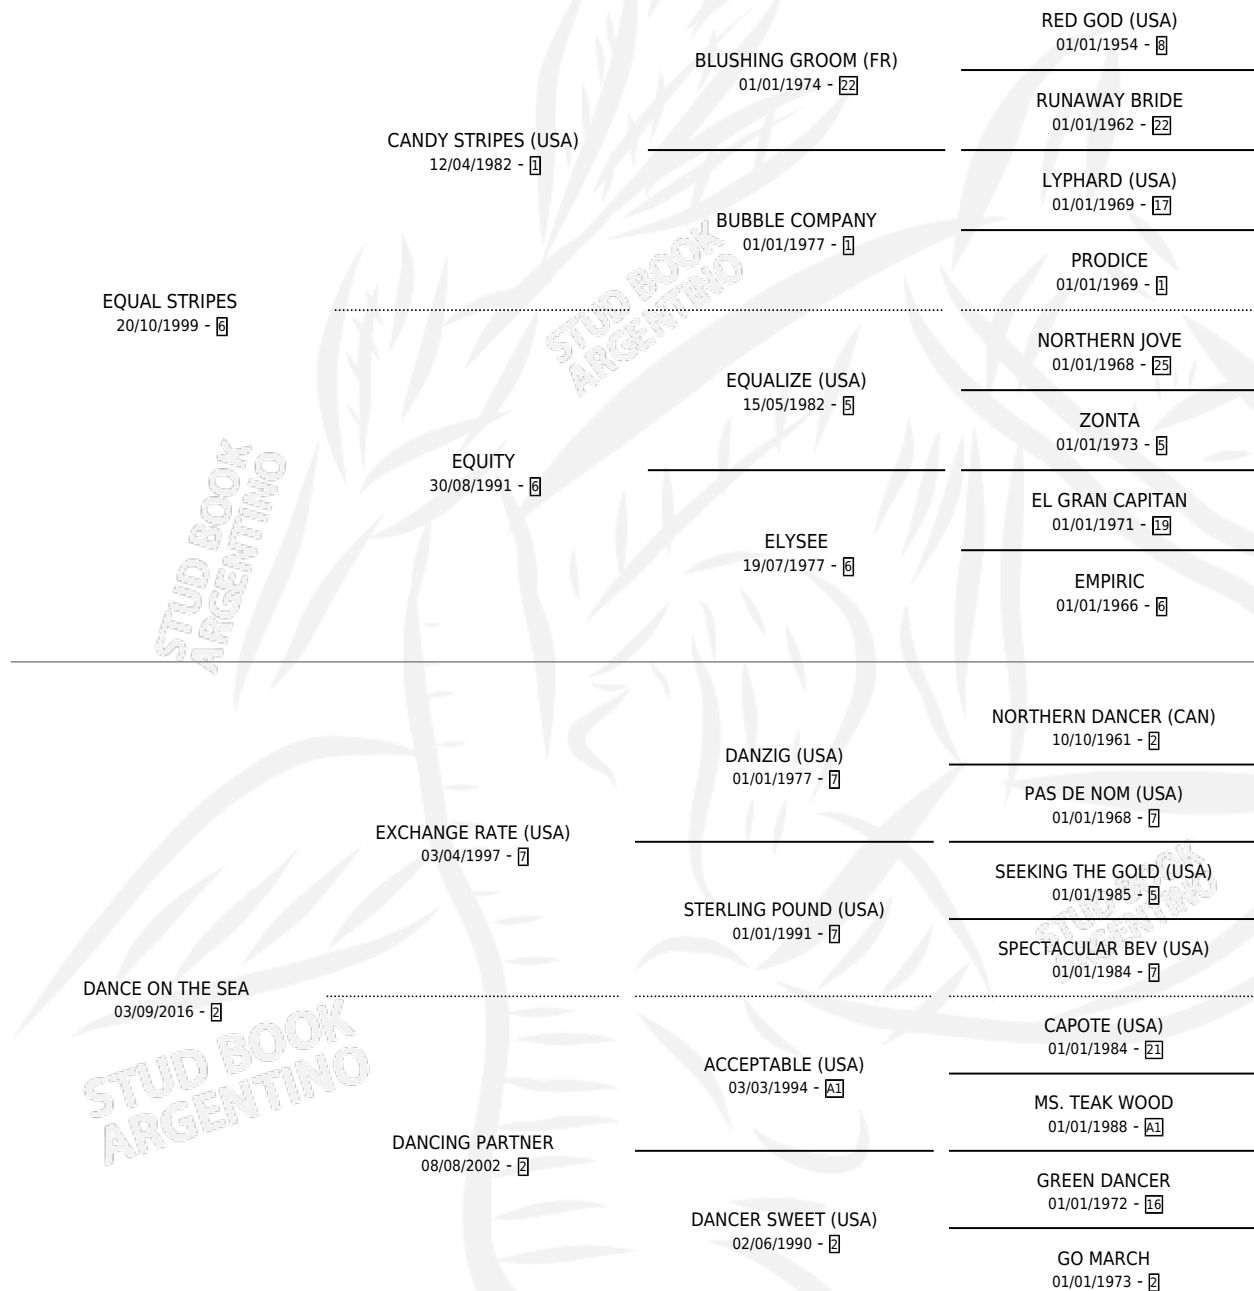 RED GOD (USA)
01/01/1954 - 8
BLUSHING GROOM (FR)
01/01/1974 - 22
RUNAWAY BRIDE
01/01/1962 - 22
CANDY STRIPES (USA)
12/04/1982 - 1
LYPHARD (USA)
01/01/1969 - 17
BUBBLE COMPANY
01/01/1977 - 1
PRODICE
01/01/1969 - 1
EQUAL STRIPES
20/10/1999 - 6
NORTHERN JOVE
01/01/1968 - 25
EQUALIZE (USA)
15/05/1982 - 5
ZONTA
01/01/1973 - 5
EQUITY
30/08/1991 - 6
EL GRAN CAPITAN
01/01/1971 - 19
ELYSEE
19/07/1977 - 6
EMPIRIC
01/01/1966 - 6
NORTHERN DANCER (CAN)
10/10/1961 - 2
DANZIG (USA)
01/01/1977 - 7
PAS DE NOM (USA)
01/01/1968 - 7
EXCHANGE RATE (USA)
03/04/1997 - 7
SEEKING THE GOLD (USA)
01/01/1985 - 5
STERLING POUND (USA)
01/01/1991 - 7
SPECTACULAR BEV (USA)
01/01/1984 - 7
DANCE ON THE SEA
03/09/2016 - 2
CAPOTE (USA)
01/01/1984 - 21
ACCEPTABLE (USA)
03/03/1994 - A1
MS. TEAK WOOD
01/01/1988 - A1
DANCING PARTNER
08/08/2002 - 2
GREEN DANCER
01/01/1972 - 16
DANCER SWEET (USA)
02/06/1990 - 2
GO MARCH
01/01/1973 - 2
STUD BOOK
ARGENTINO
STUD BOOK
ARGENTINO
STUD BOOK
ARGENTINO
STUD BOOK
ARGENTINO